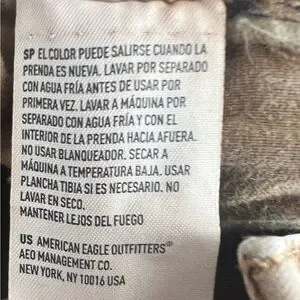 SP EL COLOR PUEDE SALIRSE CUANDO LA
PRENDA ES NUEVA. LAVAR POR SEPARADO
CON AGUA FRÍA ANTES DE USAR POR
PRIMERA VEZ. LAVAR A MÁQUINA POR
SEPARADO CON AGUA FRÍA Y CON EL
INTERIOR DE LA PRENDA HACIA AFUERA.
NO USAR BLANQUEADOR. SECAR A
MÁQUINA A TEMPERATURA BAJA. USAR
PLANCHA TIBIA SI ES NECESARIO. NO
LAVAR EN SECO.
MANTENER LEJOS DEL FUEGO
US AMERICAN EAGLE OUTFITTERS®
AEO MANAGEMENT CO.
NEW YORK, NY 10016 USA